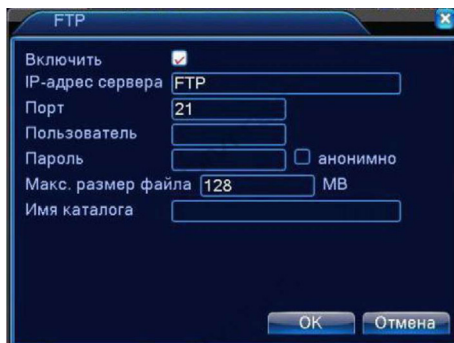 FTP
Включить
IP-адрес сервера FTP
Порт 21
Пользователь
Пароль анонимно
Макс. размер файла 128 MB
Имя каталога
OK Отмена